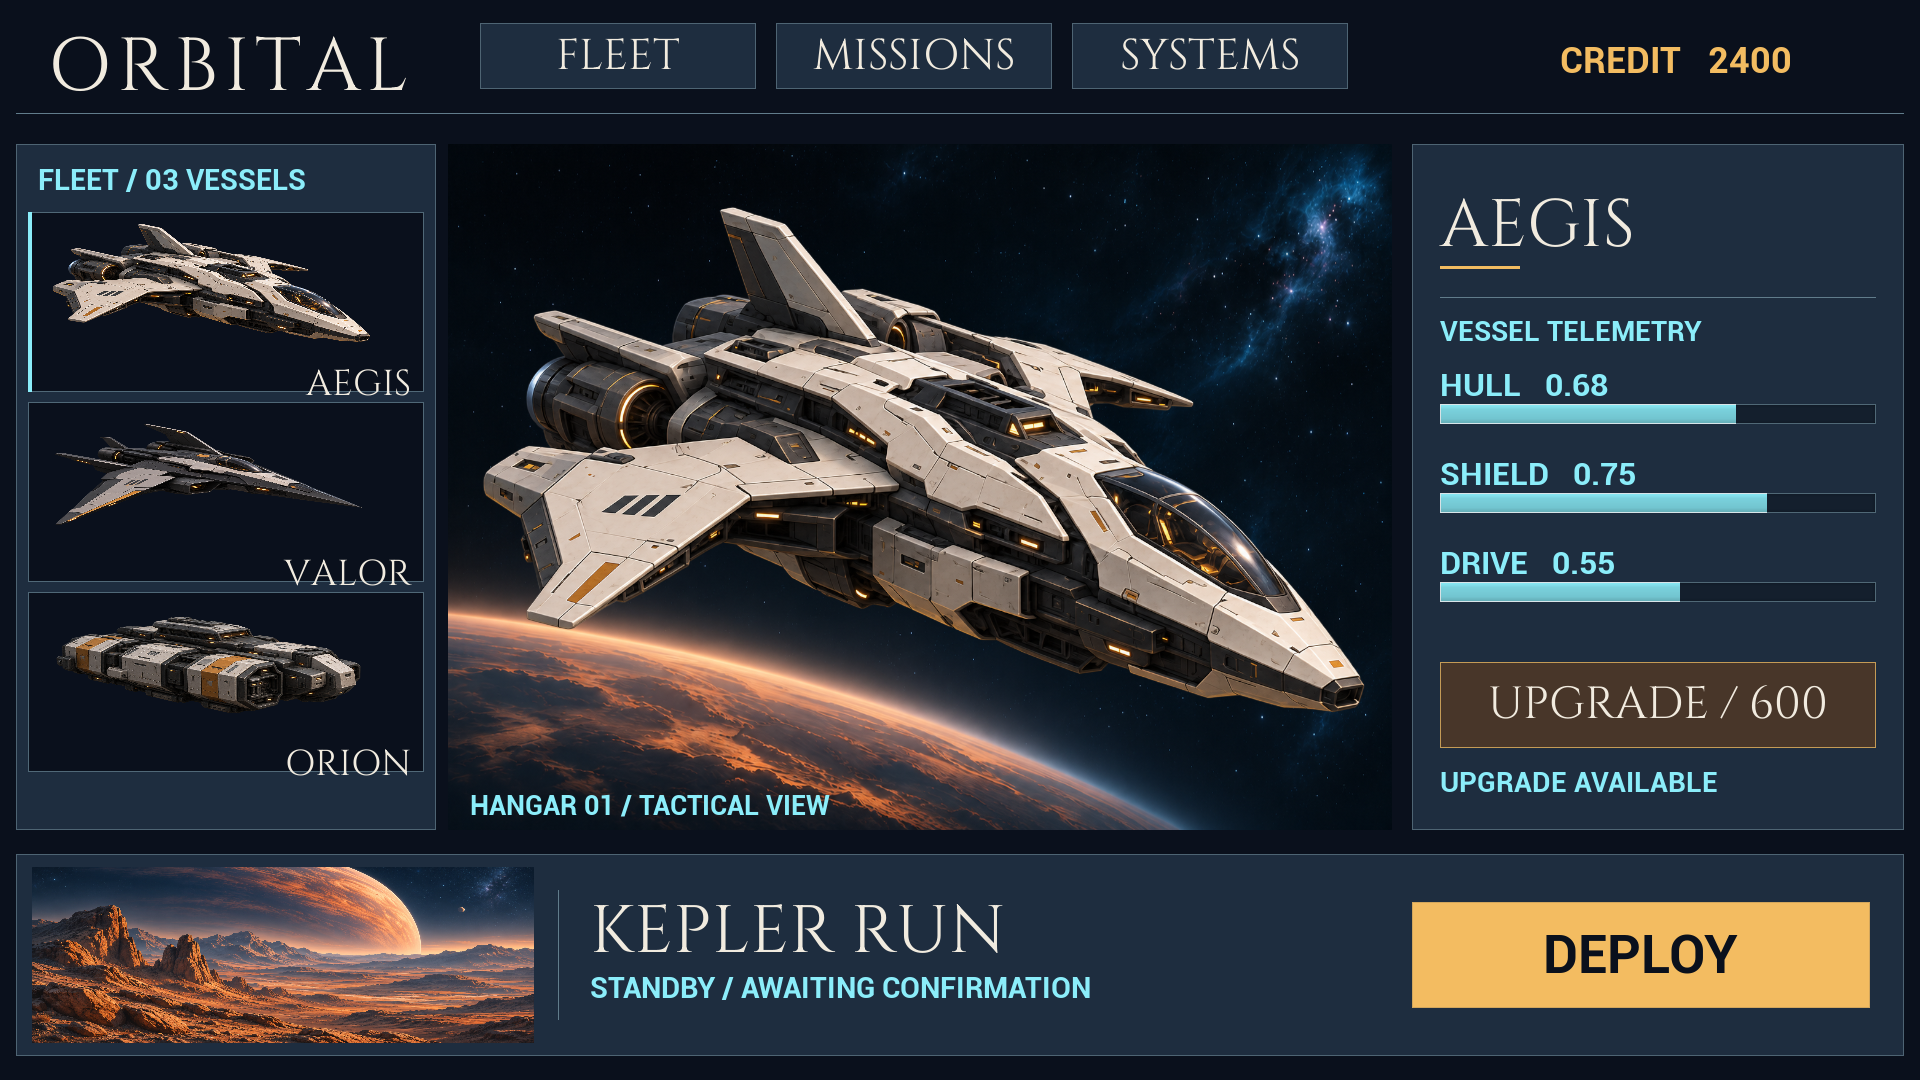 ORBITAL
FLEET
MISSIONS
SYSTEMS
CREDIT 2400
FLEET / 03 VESSELS
AEGIS
VALOR
ORION
HANGAR 01 / TACTICAL VIEW
AEGIS
VESSEL TELEMETRY
HULL 0.68
SHIELD 0.75
DRIVE 0.55
UPGRADE / 600
UPGRADE AVAILABLE
KEPLER RUN
STANDBY / AWAITING CONFIRMATION
DEPLOY